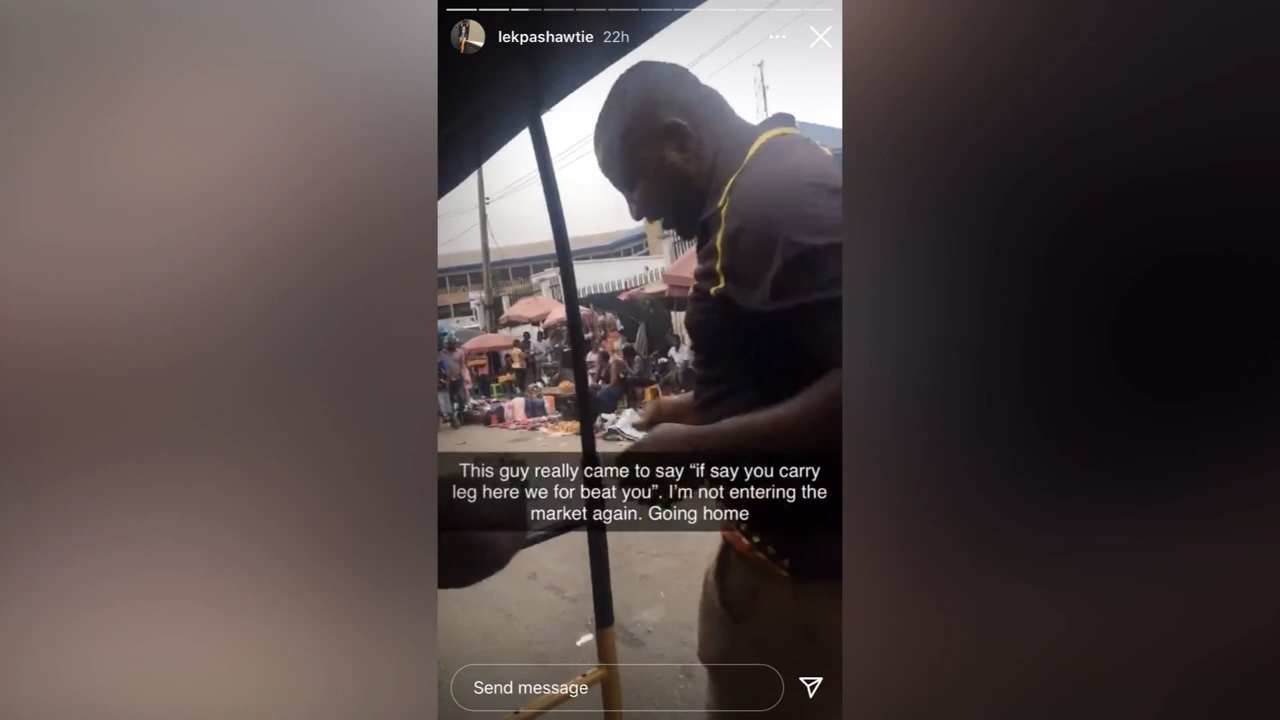 lekpashawtie 22h
This guy really came to say “if say you carry
leg here we for beat you”. I’m not entering the
market again. Going home
Send message